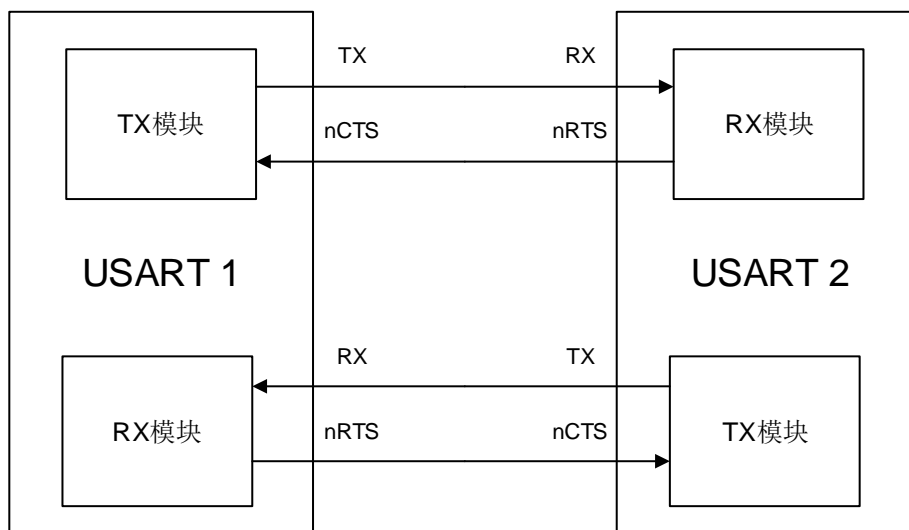 TX RX
TX模块 RX模块
nCTS nRTS
USART 1 USART 2
RX TX
RX模块 TX模块
nRTS nCTS